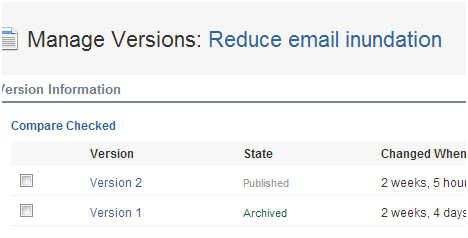 Manage Versions: Reduce email inundation
Version Information
Compare Checked
Version State Changed When
Version 2 Published 2 weeks, 5 hour
Version 1 Archived 2 weeks, 4 days